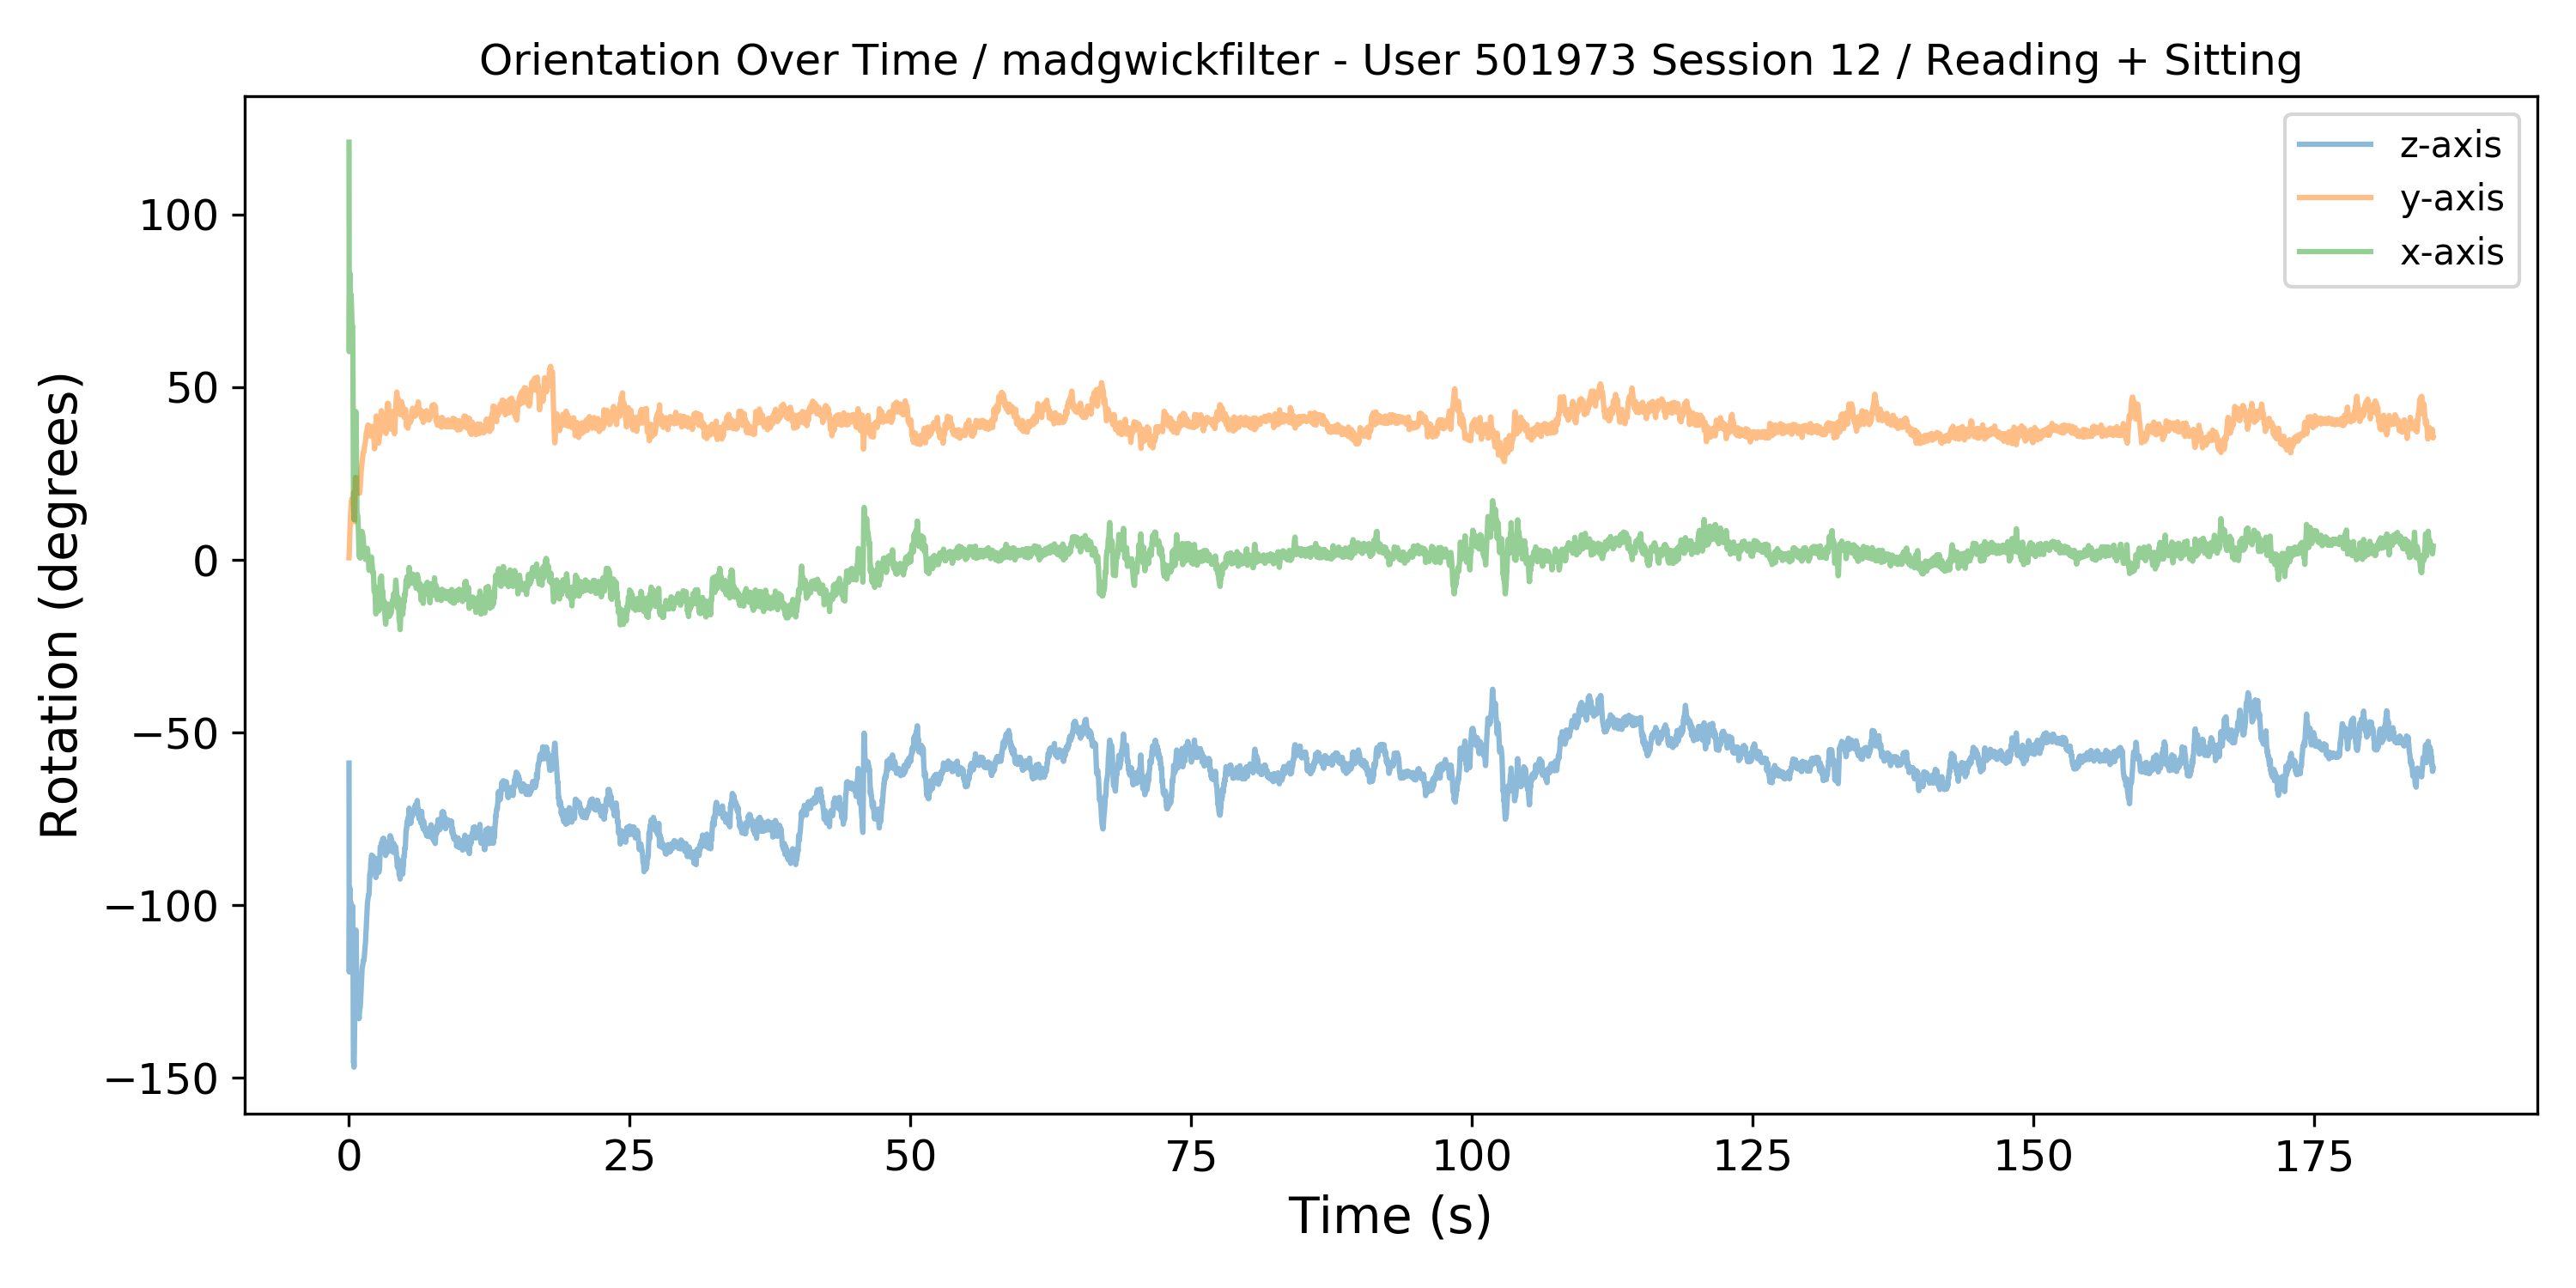 Orientation Over Time / madgwickfilter - User 501973 Session 12 / Reading + Sitting
z-axis
y-axis
x-axis
100
50
0
−50
−100
−150
Rotation (degrees)
0 25 50 75 100 125 150 175
Time (s)